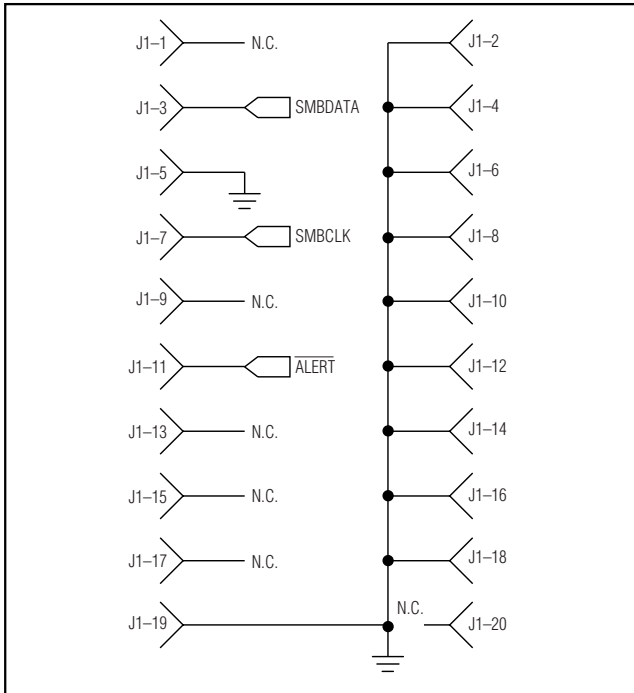 J1–1 N.C. J1–2
J1–3 SMBDATA J1–4
J1–5 J1–6
J1–7 SMBCLK J1–8
J1–9 N.C. J1–10
J1–11 ALERT J1–12
J1–13 N.C. J1–14
J1–15 N.C. J1–16
J1–17 N.C. J1–18
J1–19 N.C. J1–20